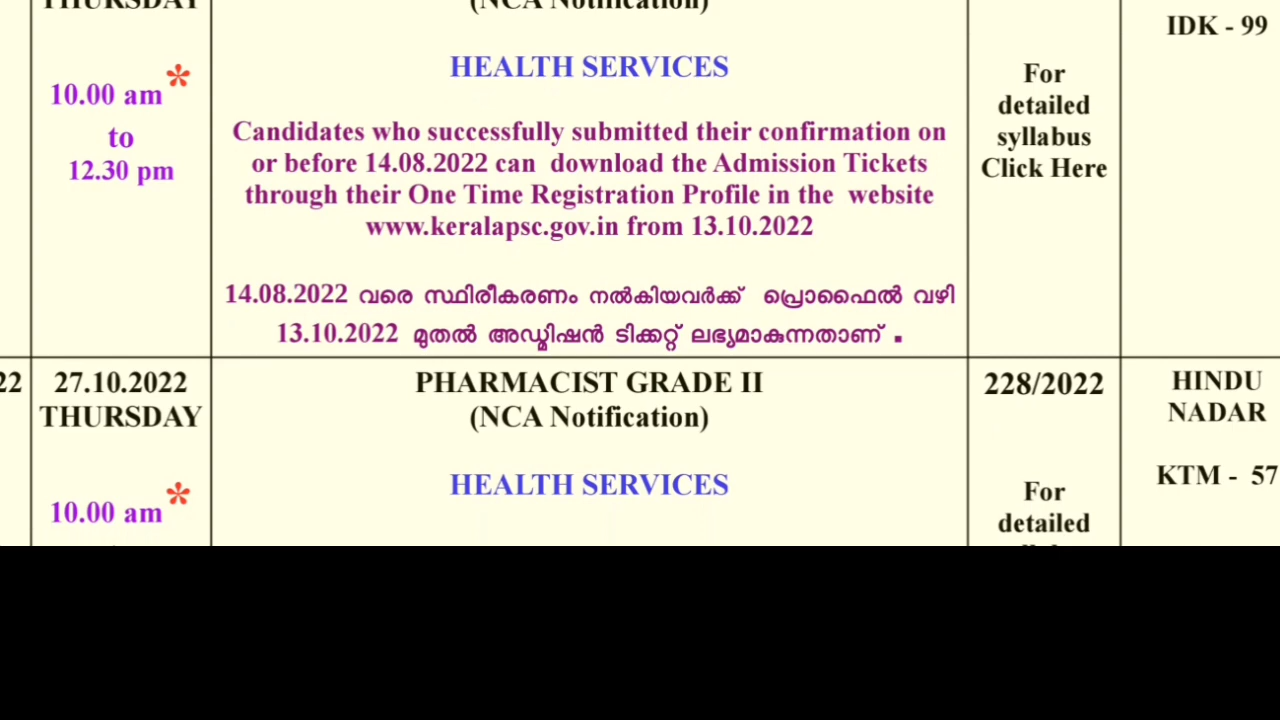 THURSDAY
10.00 am *
to
12.30 pm
(NCA Notification)
HEALTH SERVICES
Candidates who successfully submitted their confirmation on
or before 14.08.2022 can download the Admission Tickets
through their One Time Registration Profile in the website
www.keralapsc.gov.in from 13.10.2022
14.08.2022 വരെ സ്ഥിരീകരണം നൽകിയവർക്ക് പ്രൊഫൈൽ വഴി
13.10.2022 മുതൽ അഡ്മിഷൻ ടിക്കറ്റ് ലഭ്യമാകുന്നതാണ് .
For
detailed
syllabus
Click Here
IDK - 99
22
27.10.2022
THURSDAY
10.00 am *
PHARMACIST GRADE II
(NCA Notification)
HEALTH SERVICES
228/2022
For
detailed
HINDU
NADAR
KTM - 57